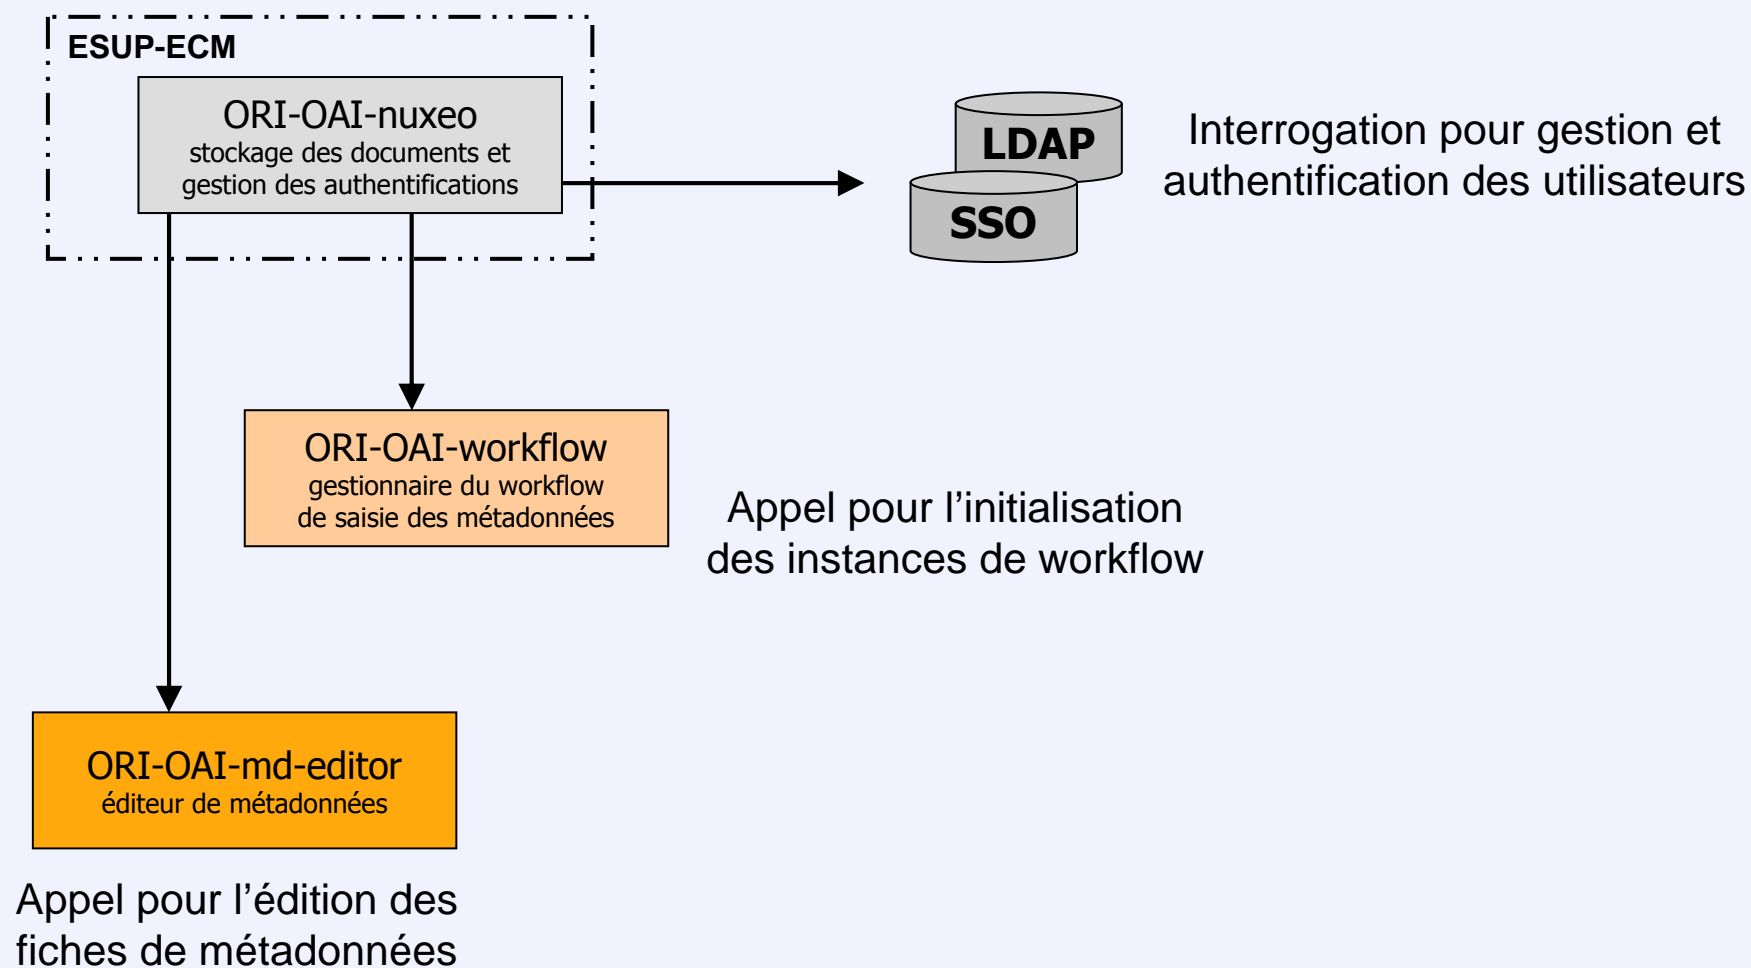 ESUP-ECM
ORI-OAI-nuxeo
stockage des documents et
gestion des authentifications
LDAP
SSO
Interrogation pour gestion et
authentification des utilisateurs
ORI-OAI-workflow
gestionnaire du workflow
de saisie des métadonnées
Appel pour l’initialisation
des instances de workflow
ORI-OAI-md-editor
éditeur de métadonnées
Appel pour l’édition des
fiches de métadonnées